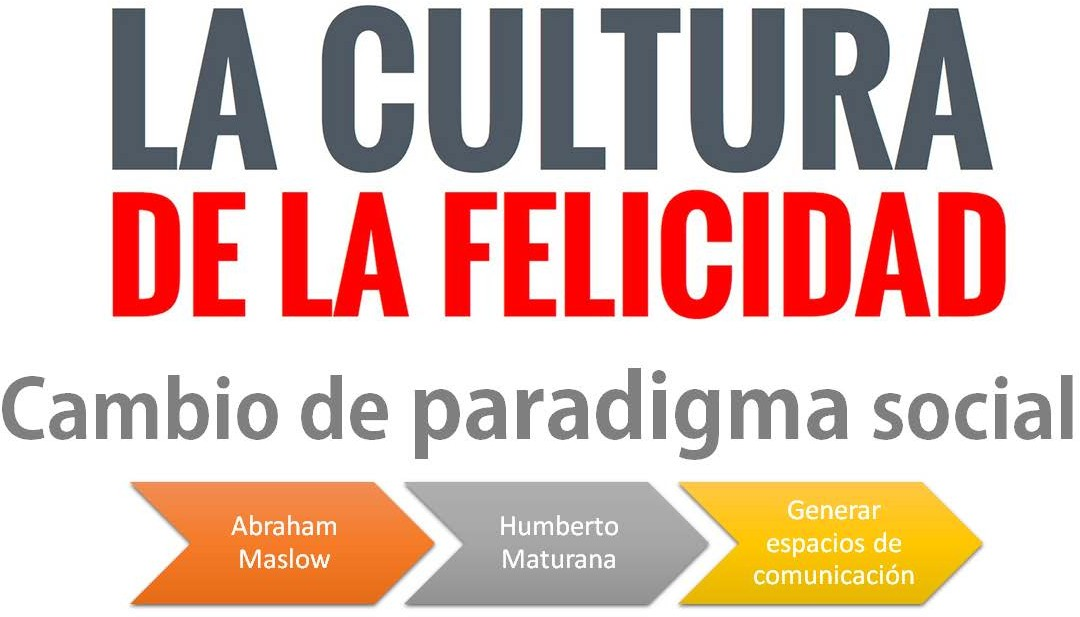 LA CULTURA
DE LA FELICIDAD
Cambio de paradigma social
Abraham
Maslow
Humberto
Maturana
Generar
espacios de
comunicación